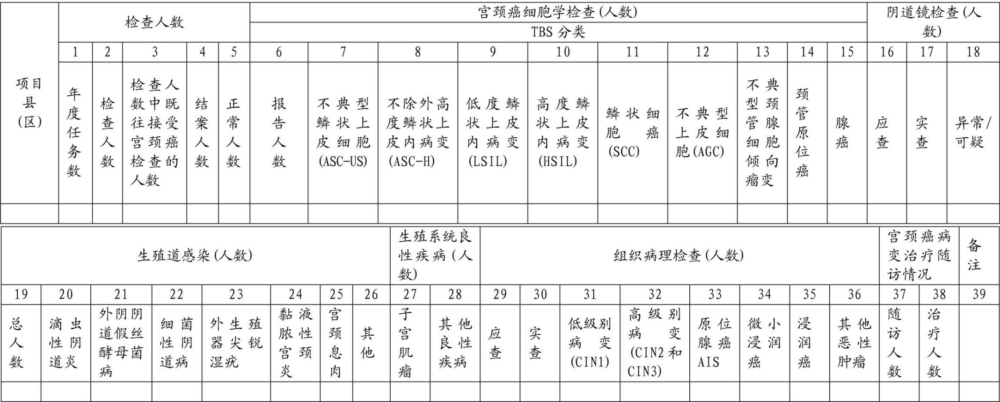 项目
县
(区)
检查人数
宫颈癌细胞学检查(人数)
阴道镜检查(人
数)
TBS 分类
1 2 3 4 5 6 7 8 9 10 11 12 13 14 15 16 17 18
年度任务数
检查人数
检查人
数中既
往接受
宫颈癌
检查的
人数
结案人数
正常人数
报告人数
不典型
鳞状上
皮细胞
(ASC-US)
不除外高
度鳞状上
皮内病变
(ASC-H)
低度鳞
状上皮
内病变
(LSIL)
高度鳞
状上皮
内病变
(HSIL)
鳞状细
胞癌
(SCC)
不典型
上皮细
胞(AGC)
不典
型颈
管腺
细胞
倾向
瘤变
颈管原位癌
腺癌
应查
实查
异常/
可疑
生殖道感染(人数)
生殖系统良
性疾病(人
数)
组织病理检查(人数)
宫颈癌病
变治疗随
访情况
备注
19 20 21 22 23 24 25 26 27 28 29 30 31 32 33 34 35 36 37 38 39
总人数
滴虫
性阴
道炎
外阴阴
道假丝
酵母菌
病
细菌
性阴
道病
外生殖
器尖锐
湿疣
黏液
脓性
宫颈
炎
宫颈息肉
其他
子宫肌瘤
其他
良性
疾病
应查
实查
低级别
病变
(CIN1)
高级别
病变
(CIN2和
CIN3)
原位
腺癌
AIS
微小
浸润
癌
浸润癌
其他
恶性
肿瘤
随访人数
治疗人数